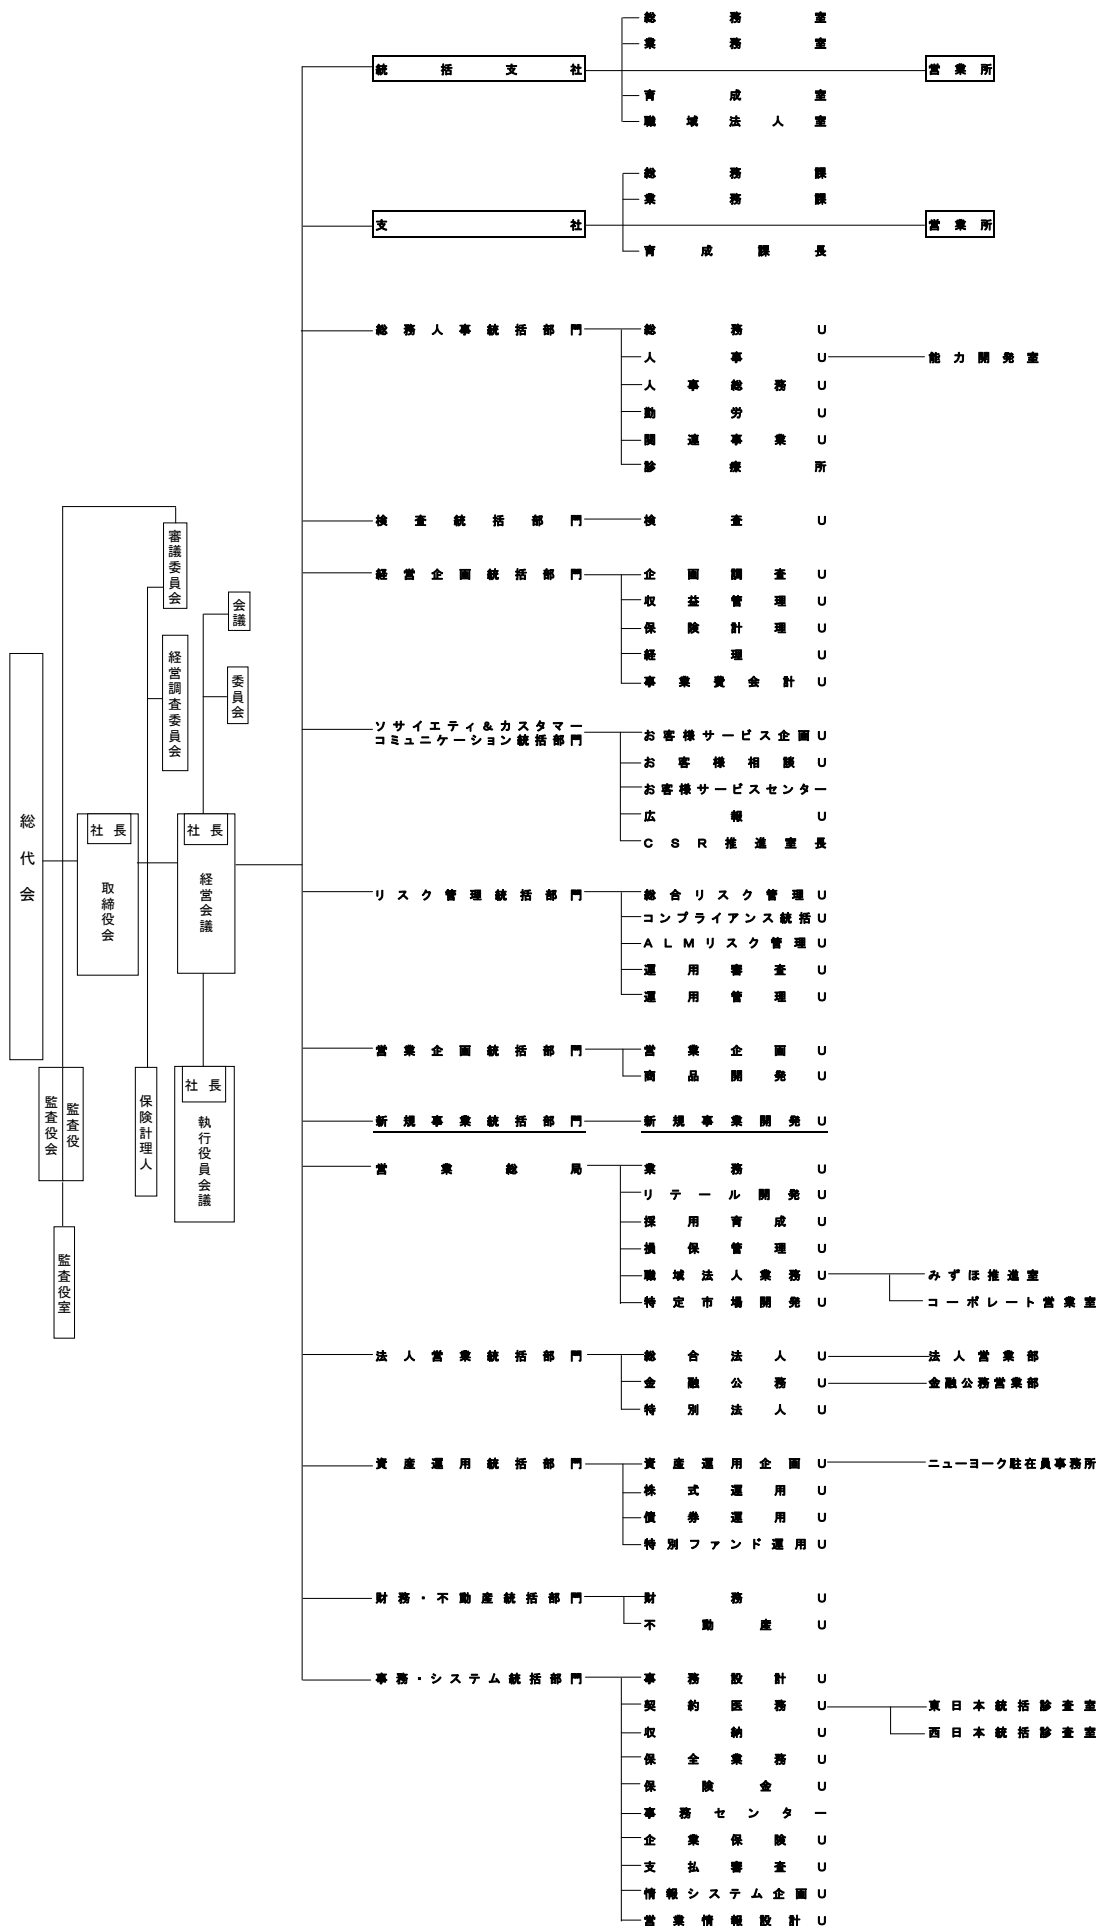 総代会
監査役会
監査役
監査役室
社長
取締役会
審議委員会
経営調査委員会
保険計理人
会議
委員会
社長
経営会議
社長
執行役員会議
統括支社
総務室
業務室
営業所
育成室
職域法人室
支社
総務課
業務課
営業所
育成課長
総務人事統括部門
総務U
人事U
能力開発室
人事総務U
勤労U
関連事業U
診療所
検査統括部門
検査U
経営企画統括部門
企画調査U
収益管理U
保険計理U
経理U
事業費会計U
ソサイエティ&カスタマー
コミュニケーション統括部門
お客様サービス企画U
お客様相談U
お客様サービスセンター
広報U
CSR推進室長
リスク管理統括部門
総合リスク管理U
コンプライアンス統括U
ALMリスク管理U
運用審査U
運用管理U
営業企画統括部門
営業企画U
商品開発U
新規事業統括部門
新規事業開発U
営業総局
業務U
リテール開発U
採用育成U
損保管理U
職域法人業務U
みずほ推進室
コーポレート営業室
特定市場開発U
法人営業統括部門
総合法人U
法人営業部
金融公務U
金融公務営業部
特別法人U
資産運用統括部門
資産運用企画U
ニューヨーク駐在員事務所
株式運用U
債券運用U
特別ファンド運用U
財務・不動産統括部門
財務U
不動産U
事務・システム統括部門
事務設計U
契約医務U
東日本統括診査室
西日本統括診査室
収納U
保全業務U
保険金U
事務センター
企業保険U
支払審査U
情報システム企画U
営業情報設計U